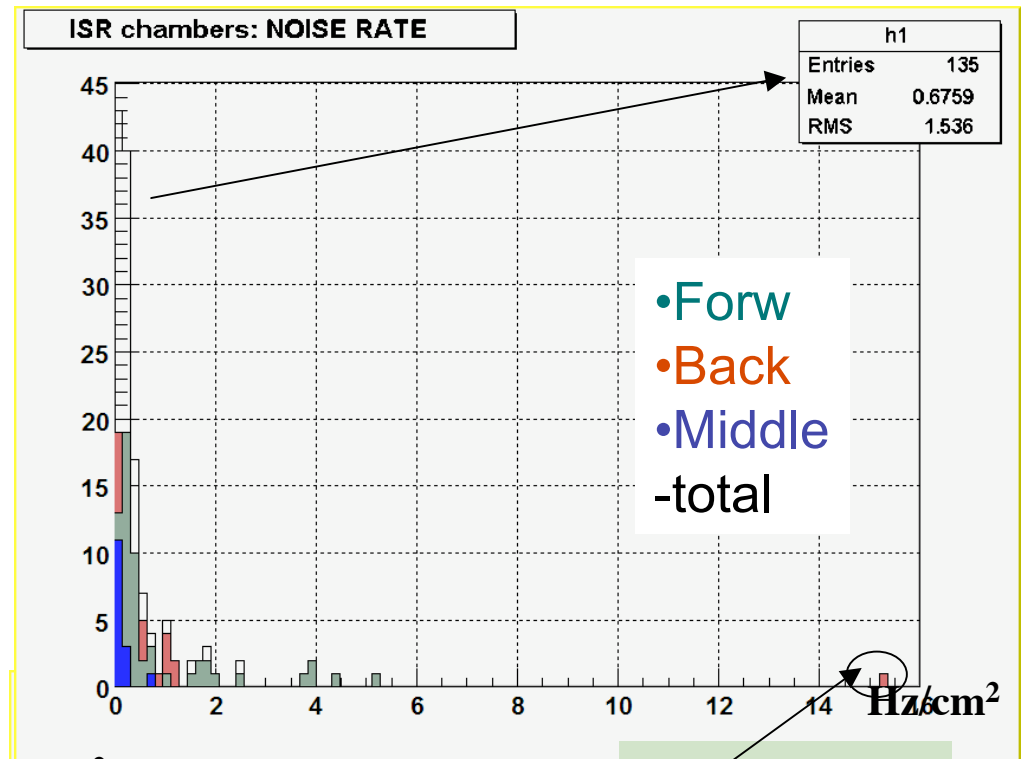 ISR chambers: NOISE RATE
h1
Entries 135
Mean 0.6759
RMS 1.536
45
40
35
30
25
20
15
10
5
0
•Forw
•Back
•Middle
-total
0 2 4 6 8 10 12 14 16
Hz/cm²